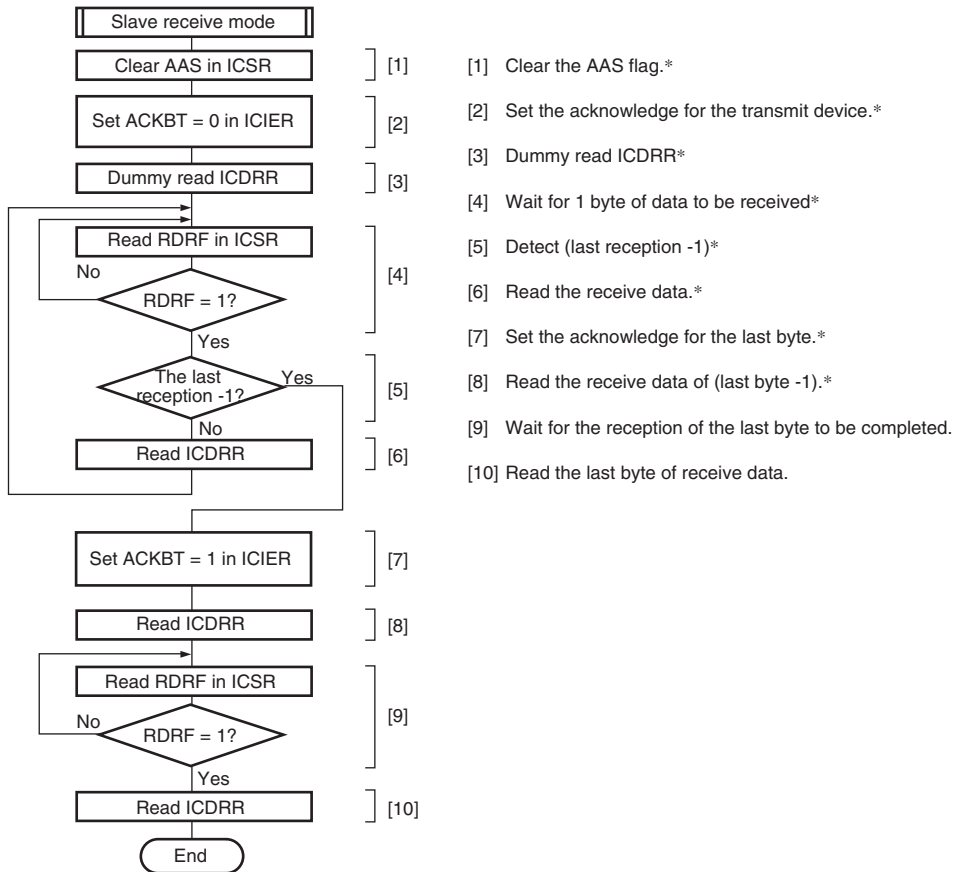 Slave receive mode
Clear AAS in ICSR
[1]
Set ACKBT = 0 in ICIER
[2]
Dummy read ICDRR
[3]
Read RDRF in ICSR
No
[4]
RDRF = 1?
Yes
The last
reception -1?
Yes
[5]
No
Read ICDRR
[6]
Set ACKBT = 1 in ICIER
[7]
Read ICDRR
[8]
Read RDRF in ICSR
No
[9]
RDRF = 1?
Yes
Read ICDRR
[10]
End
[1] Clear the AAS flag.*
[2] Set the acknowledge for the transmit device.*
[3] Dummy read ICDRR*
[4] Wait for 1 byte of data to be received*
[5] Detect (last reception -1)*
[6] Read the receive data.*
[7] Set the acknowledge for the last byte.*
[8] Read the receive data of (last byte -1).*
[9] Wait for the reception of the last byte to be completed.
[10] Read the last byte of receive data.